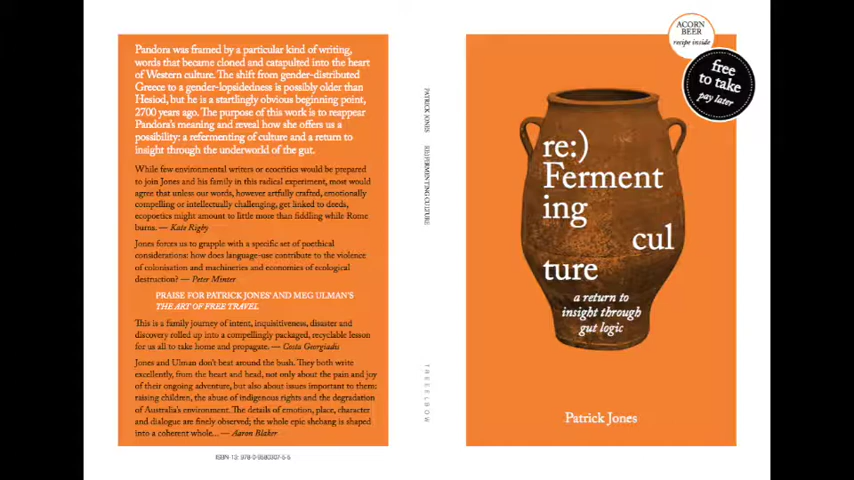 Pandora was framed by a particular kind of writing,
words that became cloned and catapulted into the heart
of Western culture. The shift from gender-distributed
Greece to a gender-lopsidedness is possibly older than
Hesiod, but he is a startlingly obvious beginning point,
2700 years ago. The purpose of this work is to reappear
Pandora's meaning and reveal how she offers us a
possibility: a refermenting of culture and a return to
insight through the underworld of the gut.
While few environmental writers or ecocritics would be prepared
to join Jones and his family in this radical experiment, most would
agree that unless our words, however artfully crafted, emotionally
compelling or intellectually challenging, get linked to deeds,
ecopoetics might amount to little more than fiddling while Rome
burns. — Kate Rigby
Jones forces us to grapple with a specific set of poethical
considerations: how does language-use contribute to the violence
of colonisation and machineries and economies of ecological
destruction? — Peter Minter
PRAISE FOR PATRICK JONES' AND MEG ULMAN'S
THE ART OF FREE TRAVEL
This is a family journey of intent, inquisitiveness, disaster and
discovery rolled up into a compellingly packaged, recyclable lesson
for us all to take home and propagate. — Costa Georgiadis
Jones and Ulman don't beat around the bush. They both write
excellently, from the heart and head, not only about the pain and joy
of their ongoing adventure, but also about issues important to them:
raising children, the abuse of indigenous rights and the degradation
of Australia's environment. The details of emotion, place, character
and dialogue are finely observed; the whole epic shebang is shaped
into a coherent whole... — Aaron Blaker
ISBN 13: 978-0-9580307-5-5
PATRICK JONES RE:)FERMENTING CULTURE
TREE ELBOW
ACORN
BEER
recipe inside
free
to take
pay later
re:)
Ferment
ing
cul
ture
a return to
insight through
gut logic
Patrick Jones